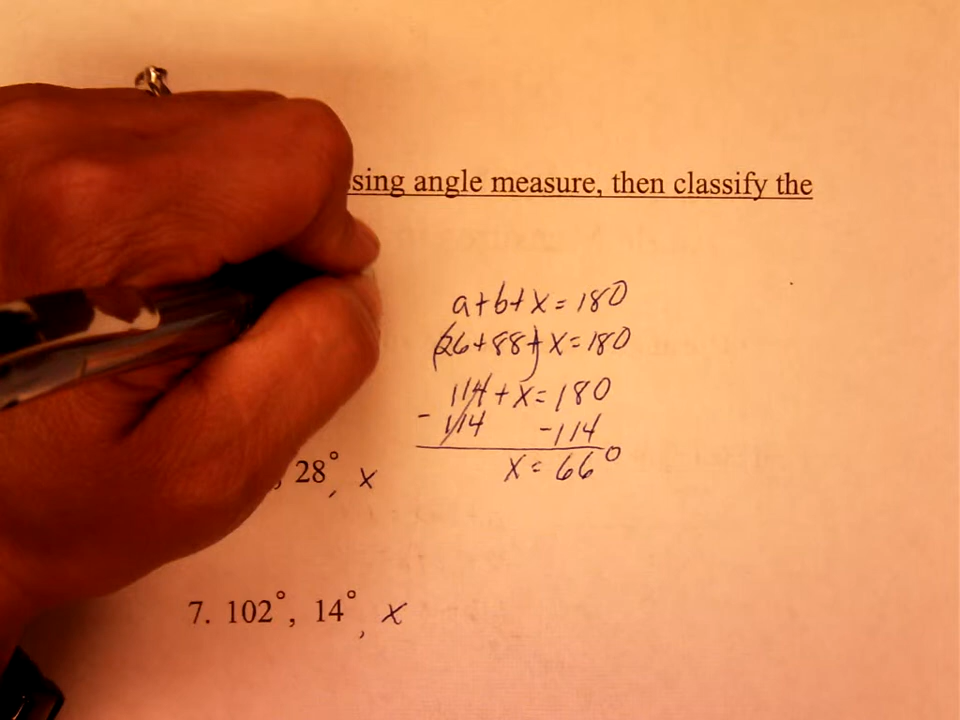 sing angle measure, then classify the
a+b+x=180
(26+88)+x=180
114+x=180
-114 -114
x=66°
, 28°, x
7. 102°, 14°, x